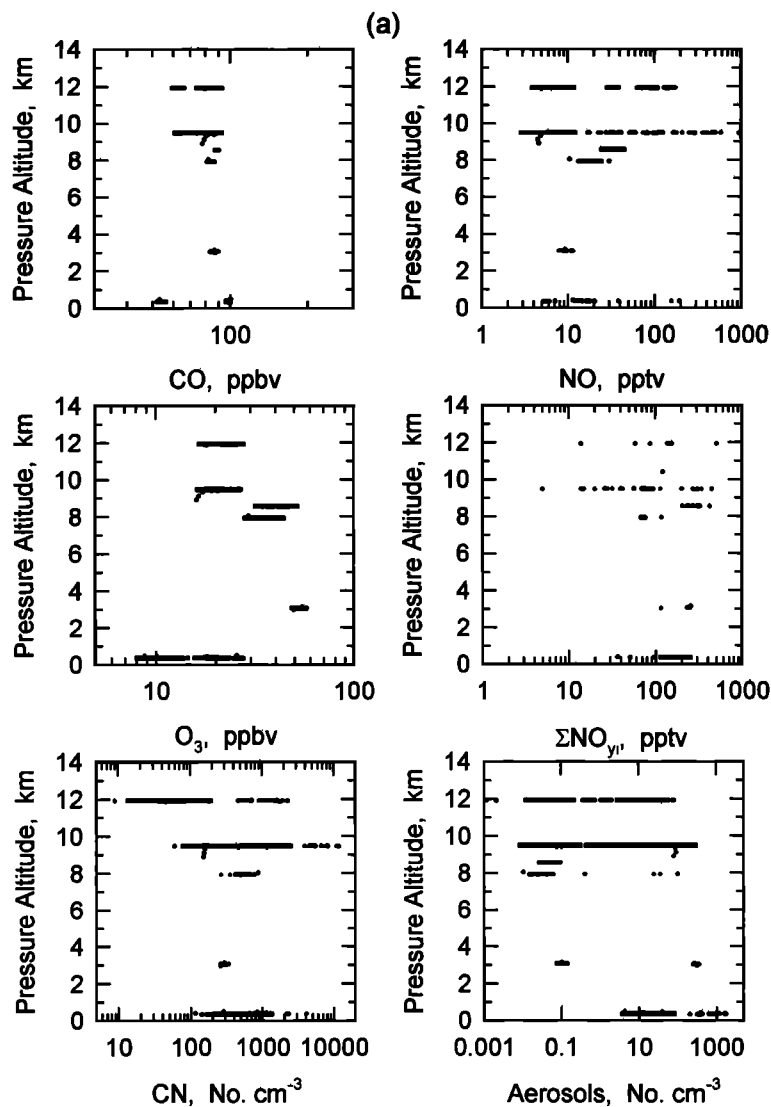 (a)
Pressure Altitude, km
14
12
10
8
6
4
2
0
100
CO, ppbv
Pressure Altitude, km
14
12
10
8
6
4
2
0
1 10 100 1000
NO, pptv
Pressure Altitude, km
14
12
10
8
6
4
2
0
10 100
O3, ppbv
Pressure Altitude, km
14
12
10
8
6
4
2
0
1 10 100 1000
ΣNOyi, pptv
Pressure Altitude, km
14
12
10
8
6
4
2
0
10 100 1000 10000
CN, No. cm-3
Pressure Altitude, km
14
12
10
8
6
4
2
0
0.001 0.1 10 1000
Aerosols, No. cm-3